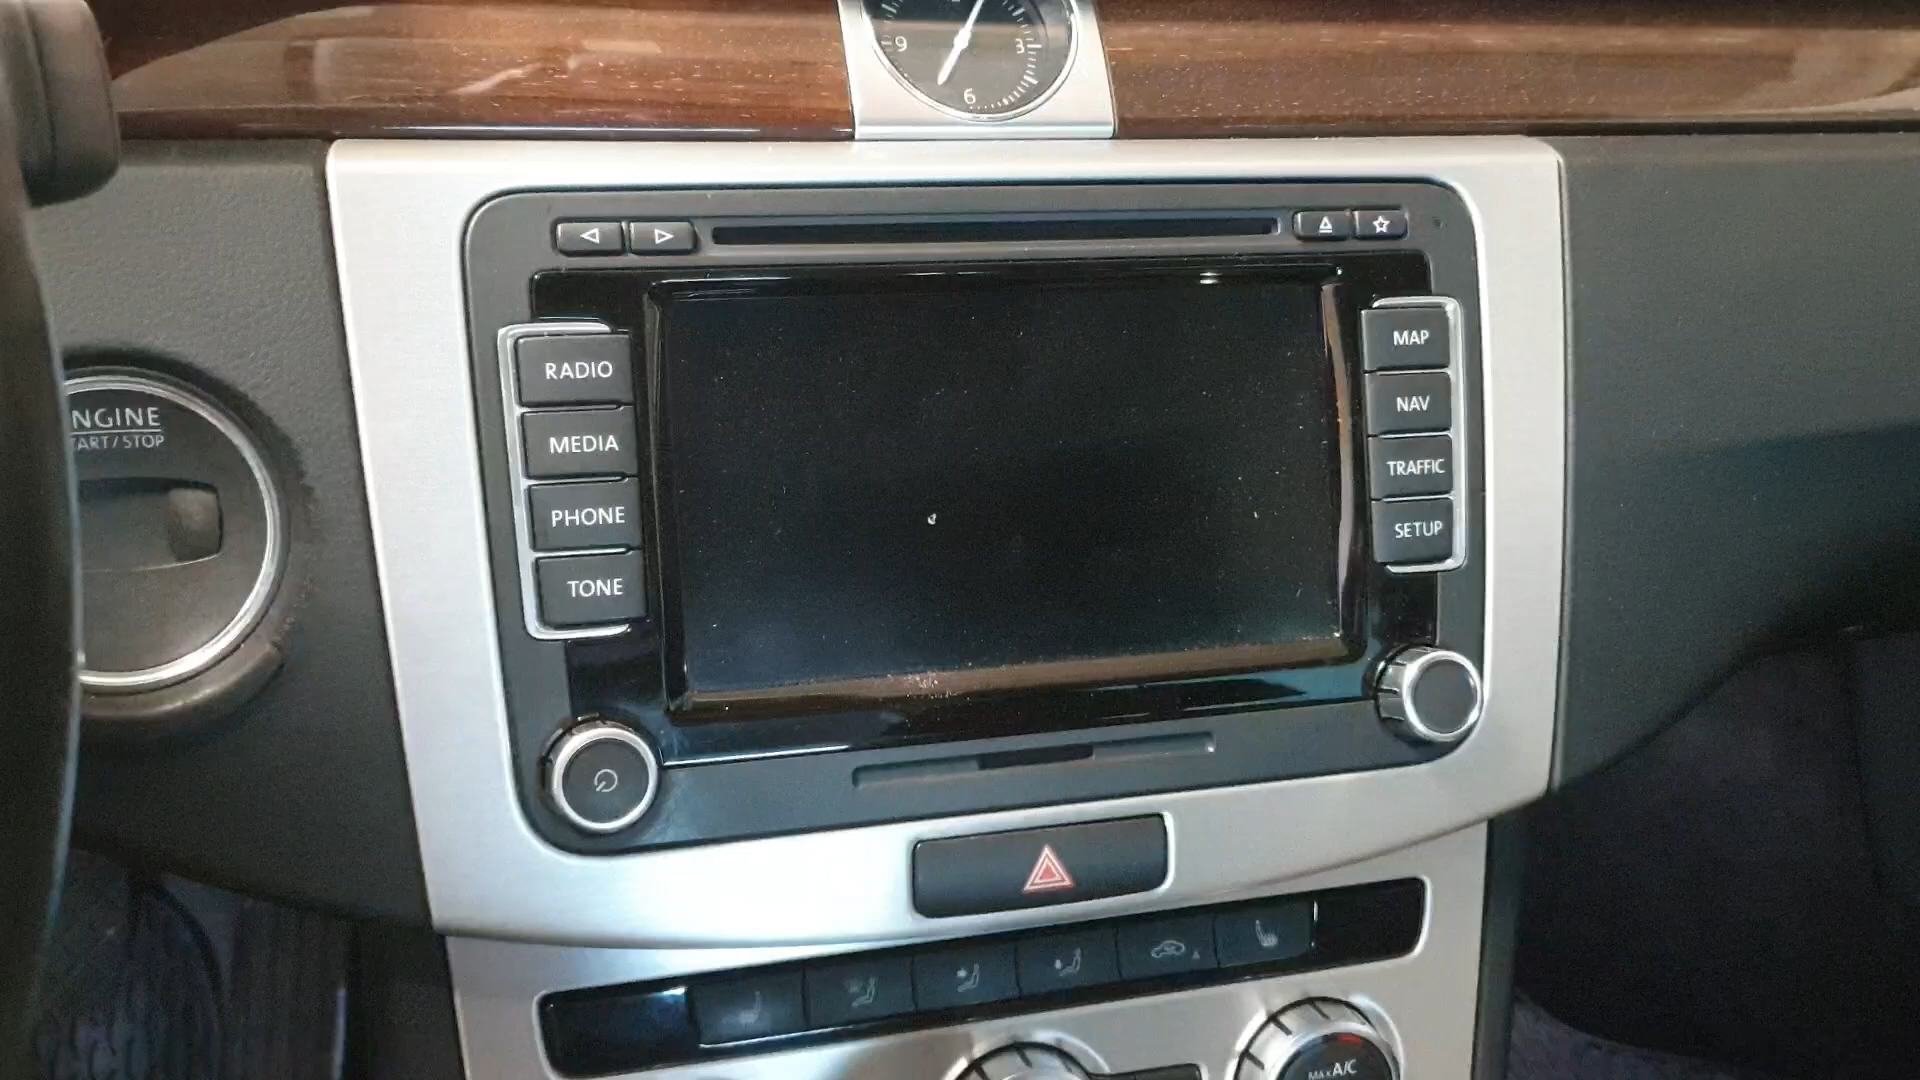 9
3
6
NGINE
TART/STOP
RADIO
MEDIA
PHONE
TONE
MAP
NAV
TRAFFIC
SETUP
MAX A/C